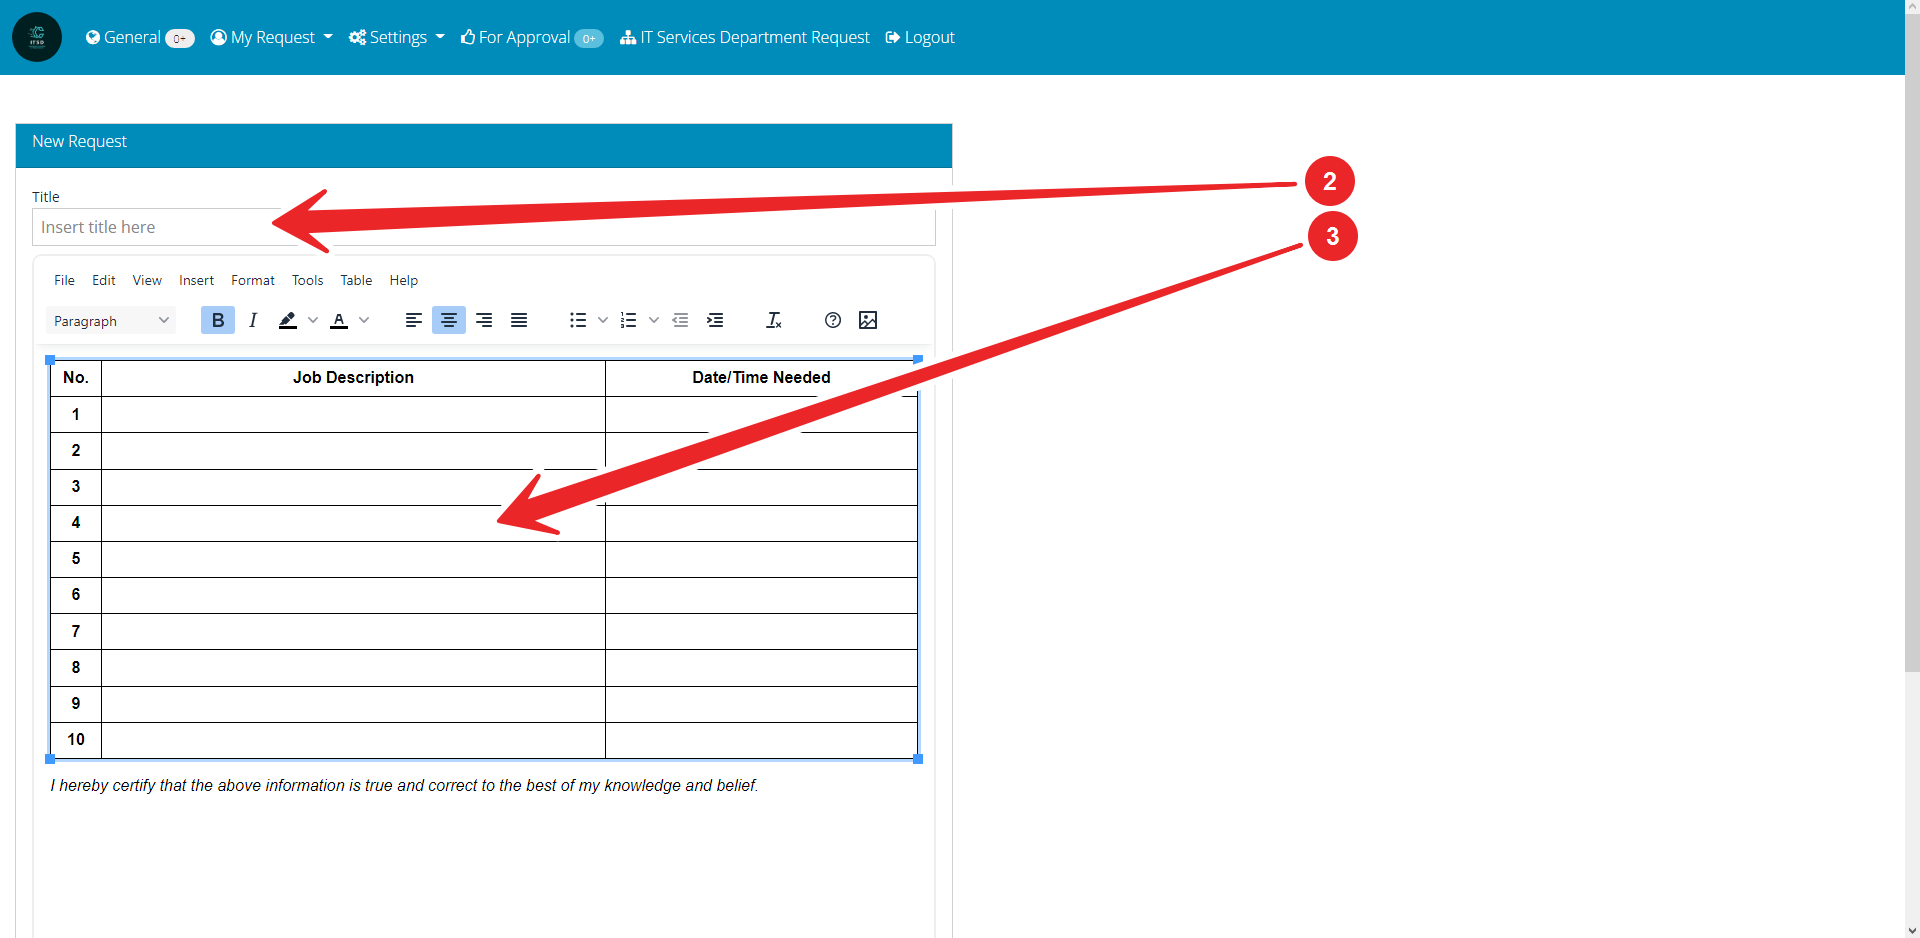 ITSD
General 0+ My Request Settings For Approval 0+ IT Services Department Request Logout
New Request
2
Title
Insert title here
3
File Edit View Insert Format Tools Table Help
Paragraph B I A
No. Job Description Date/Time Needed
1
2
3
4
5
6
7
8
9
10
I hereby certify that the above information is true and correct to the best of my knowledge and belief.